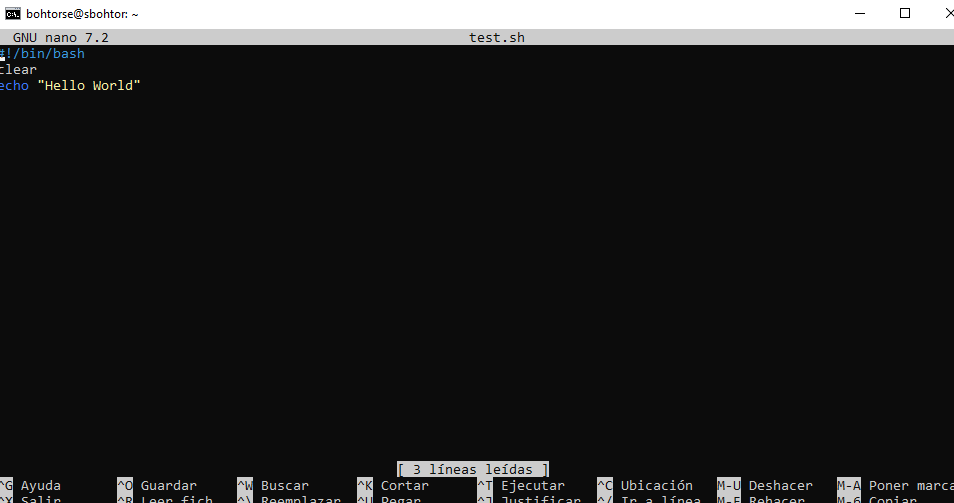 bohtorse@sbohtor: ~
GNU nano 7.2 test.sh
#!/bin/bash
clear
echo "Hello World"
[ 3 líneas leídas ]
^G Ayuda ^O Guardar ^W Buscar ^K Cortar ^T Ejecutar ^C Ubicación M-U Deshacer M-A Poner marca
^X Salir ^R Leer fich. ^\ Reemplazar ^U Pegar ^J Justificar ^/ Ir a línea M-E Rehacer M-6 Copiar